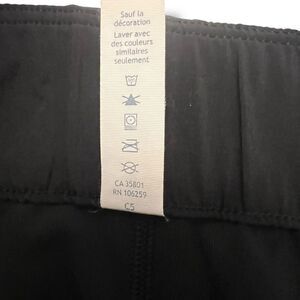 Sauf la
décoration
Laver avec
des couleurs
similaires
seulement
CA 35801
RN 106259
C5